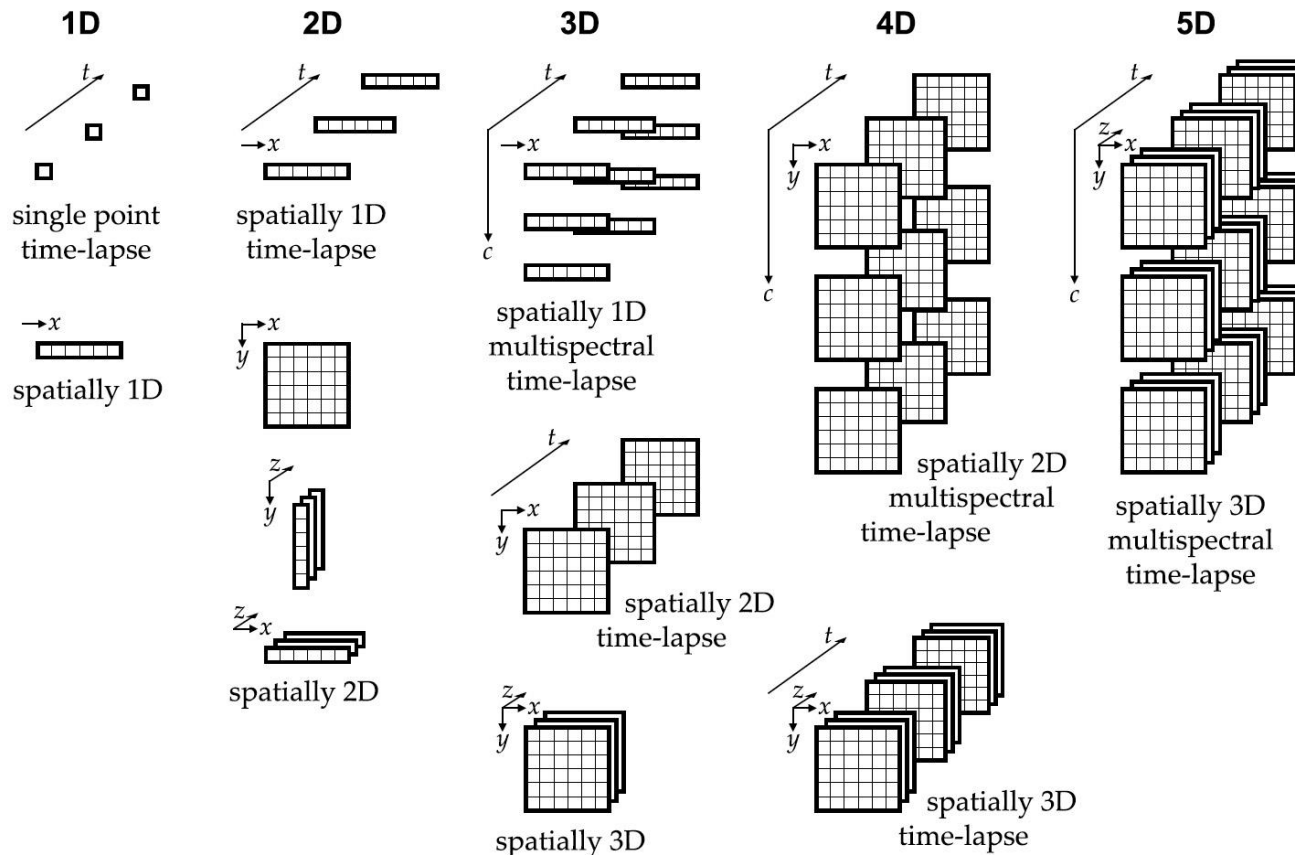 1D
2D
3D
4D
5D
t
single point
time-lapse
x
spatially 1D
t
x
spatially 1D
time-lapse
x
y
z
y
z
x
spatially 2D
t
x
c
spatially 1D
multispectral
time-lapse
t
x
y
spatially 2D
time-lapse
z
x
y
spatially 3D
t
x
y
c
spatially 2D
multispectral
time-lapse
t
z
x
y
spatially 3D
time-lapse
t
z
x
y
c
spatially 3D
multispectral
time-lapse